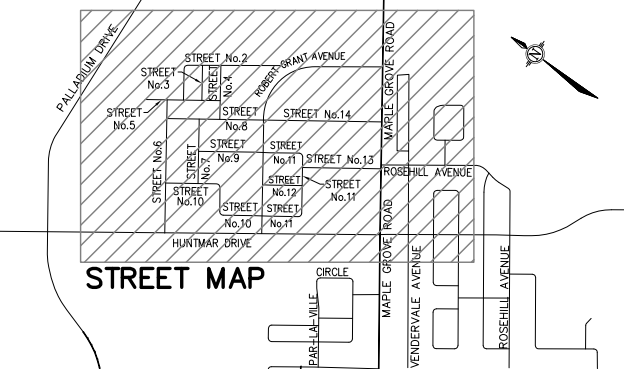 PALLADIUM DRIVE
STREET No.2
STREET
No.3
STREET
No.4
ROBERT GRANT AVENUE
MAPLE GROVE ROAD
N
STREET
No.5
STREET
No.8
STREET No.14
STREET No.6
STREET
No.7
STREET
No.9
STREET
No.11
STREET No.13
ROSEHILL AVENUE
STREET
No.10
STREET
No.12
STREET
No.11
STREET
No.10
STREET
No.11
HUNTMAR DRIVE
MAPLE GROVE ROAD
STREET MAP
CIRCLE
PAR-LA-VILLE
VENDERVALE AVENUE
ROSEHILL AVENUE